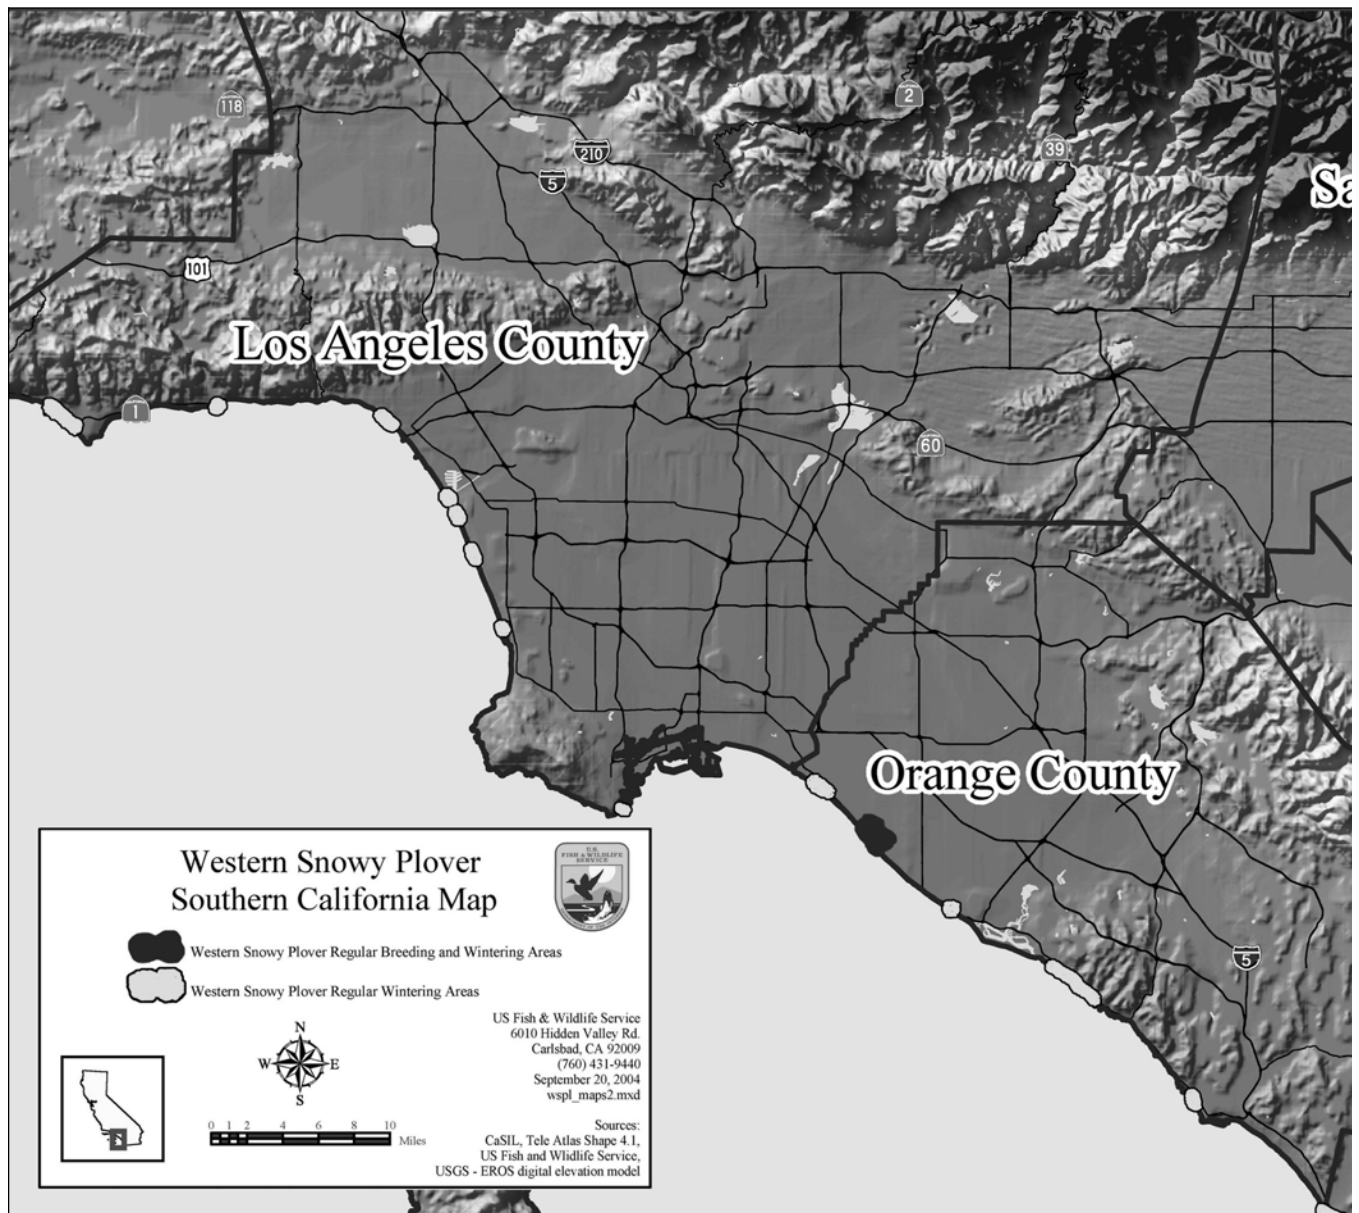 118
2
210
39
5
Sa
101
Los Angeles County
1
60
Orange County
5
Western Snowy Plover
Southern California Map
U.S.
FISH & WILDLIFE
SERVICE
Western Snowy Plover Regular Breeding and Wintering Areas
Western Snowy Plover Regular Wintering Areas
N
W E
S
0 1 2 4 6 10
Miles
US Fish & Wildlife Service
6010 Hidden Valley Rd.
Carlsbad, CA 92009
(760) 431-9440
September 20, 2004
wspl_maps2.mxd
Sources:
CaSIL, Tele Atlas Shape 4.1,
US Fish and Wlidlife Service,
USGS - EROS digital elevation model